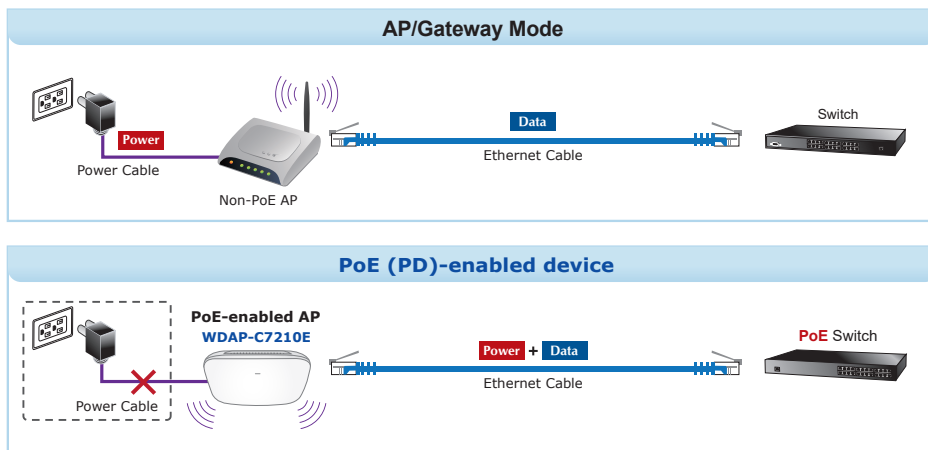 AP/Gateway Mode
Power
Power Cable
Non-PoE AP
Data
Ethernet Cable
Switch
PoE (PD)-enabled device
Power Cable
PoE-enabled AP
WDAP-C7210E
Power + Data
Ethernet Cable
PoE Switch